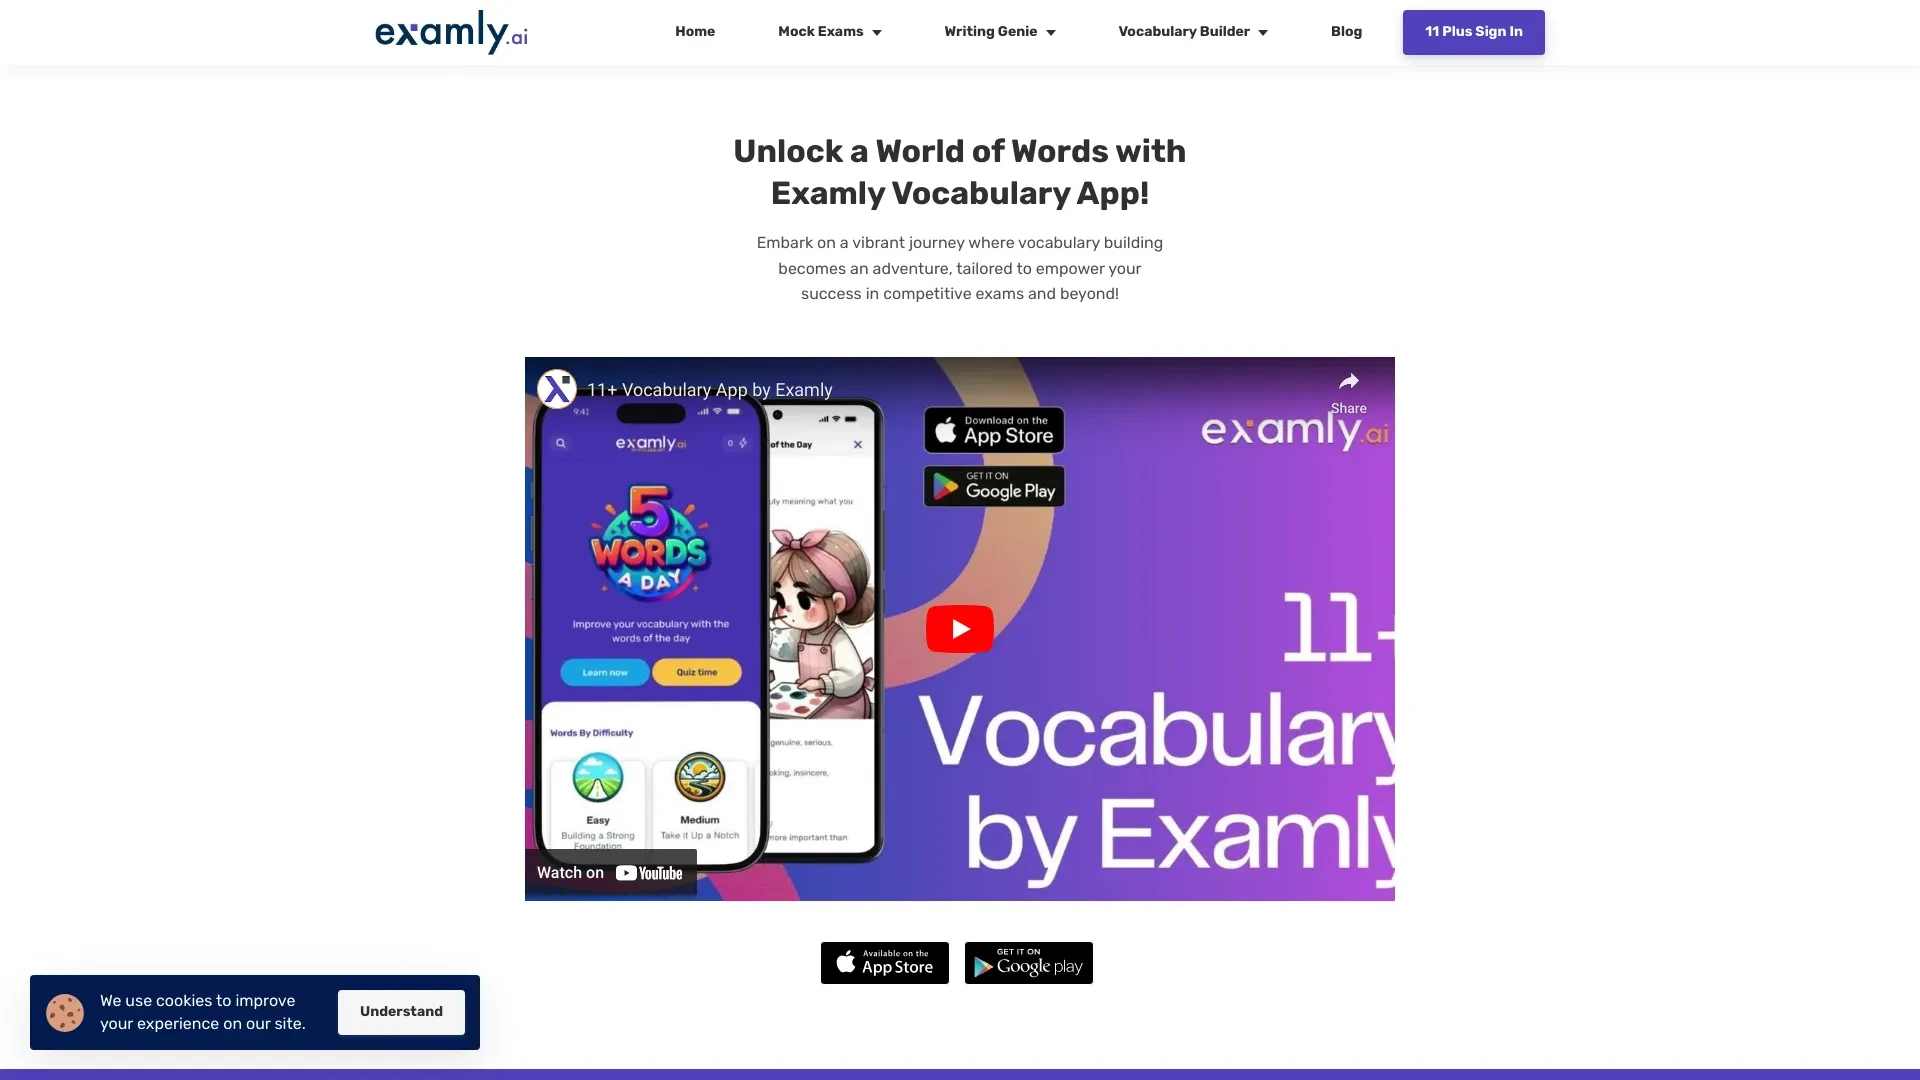 examly.ai
Home
Mock Exams
Writing Genie
Vocabulary Builder
Blog
11 Plus Sign In
Unlock a World of Words with
Examly Vocabulary App!
Embark on a vibrant journey where vocabulary building
becomes an adventure, tailored to empower your
success in competitive exams and beyond!
11+ Vocabulary App by Examly
Share
9:41
examly.ai
0
5
WORDS
A DAY
Improve your vocabulary with the
words of the day
Learn now
Quiz time
Words By Difficulty
Easy
Building a Strong
Foundation
Medium
Take It Up a Notch
of the Day
uly meaning what you
genuine, serious,
oking, insincere,
more important than
Download on the
App Store
GET IT ON
Google Play
examly.ai
11+
Vocabulary
by Examly
Watch on YouTube
Available on the
App Store
GET IT ON
Google play
We use cookies to improve
your experience on our site.
Understand